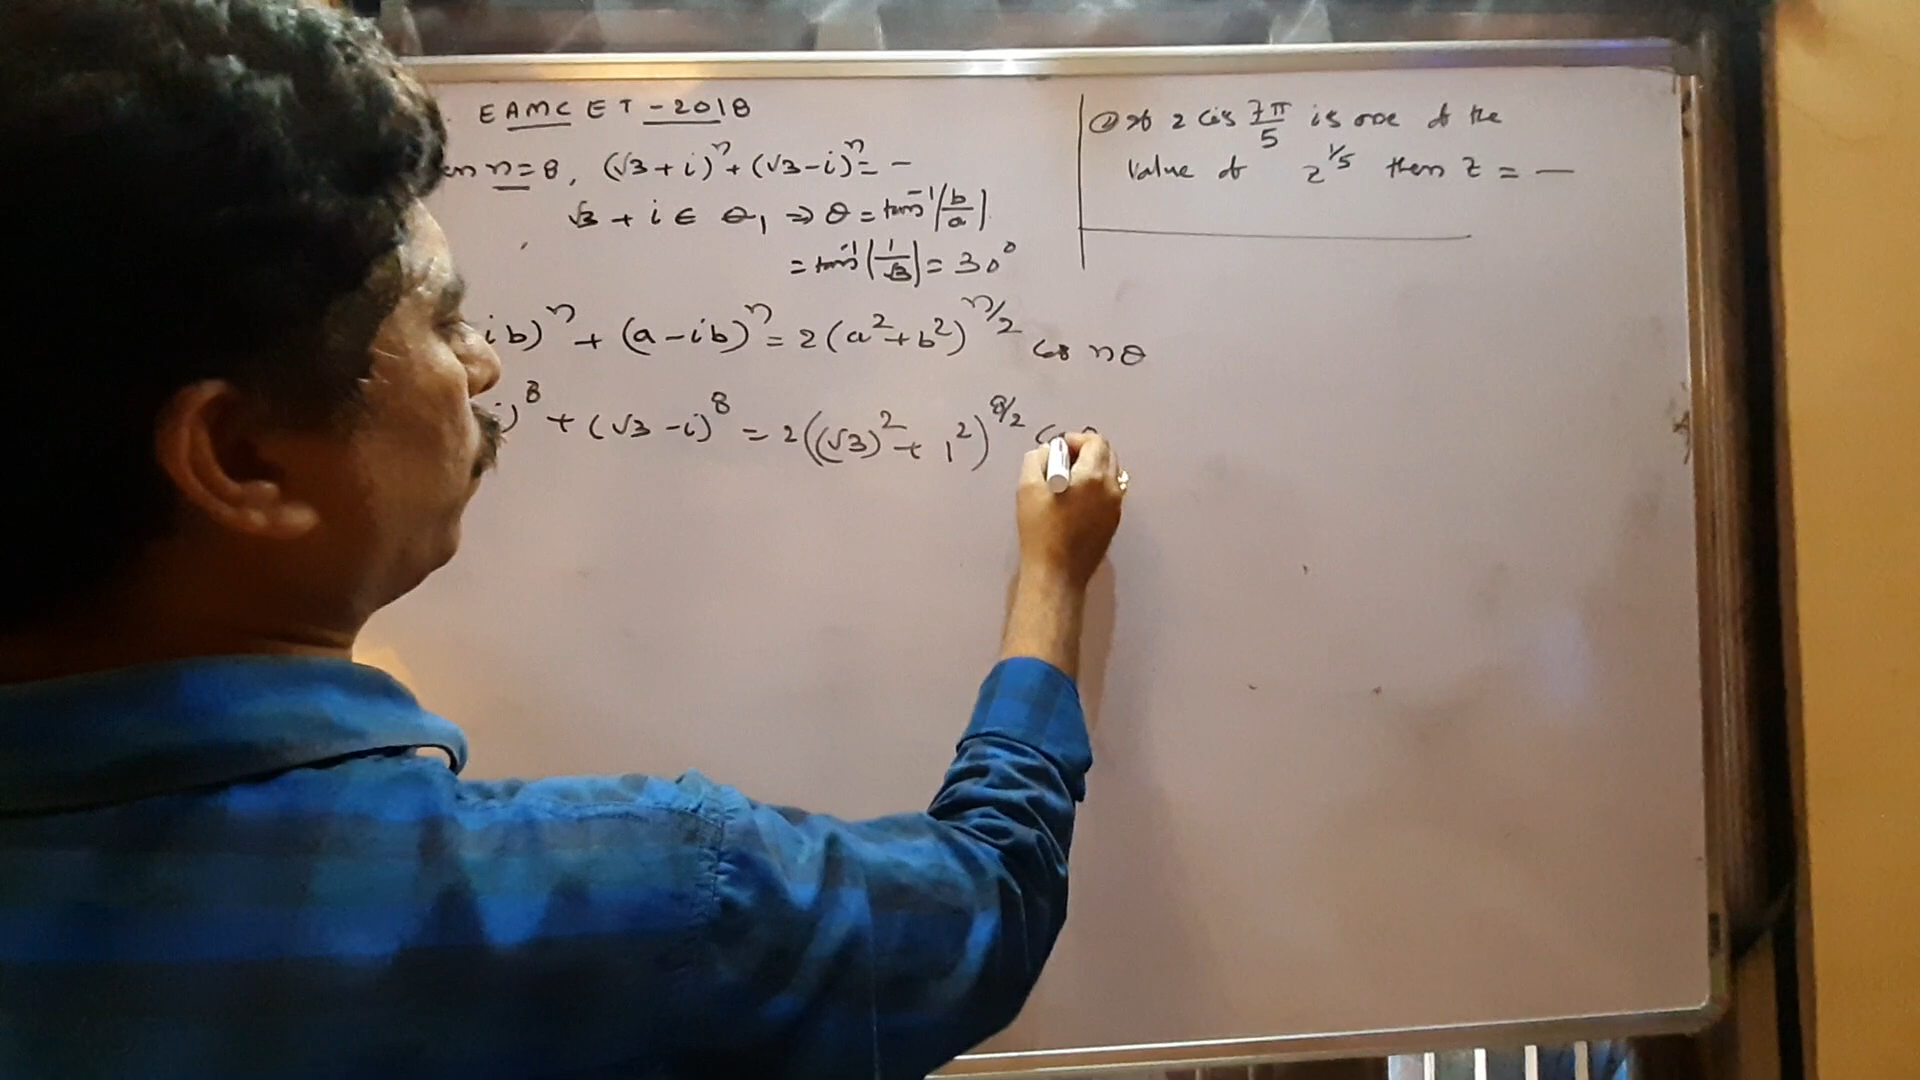 EAMCET-2018
n=8, (√3+i)^n+(√3-i)^n= -
√3 + i ∈ Q₁ ⇒ θ = tan⁻¹|b/a|
= tan⁻¹|1/√3| = 30°
ib)^n + (a-ib)^n = 2(a²+b²)^n/2 cos nθ
i)^8 + (√3-i)^8 = 2((√3)²+1²)^8/2
② If 2 cis 7π/5 is one of the
value of z^1/5 then z = —